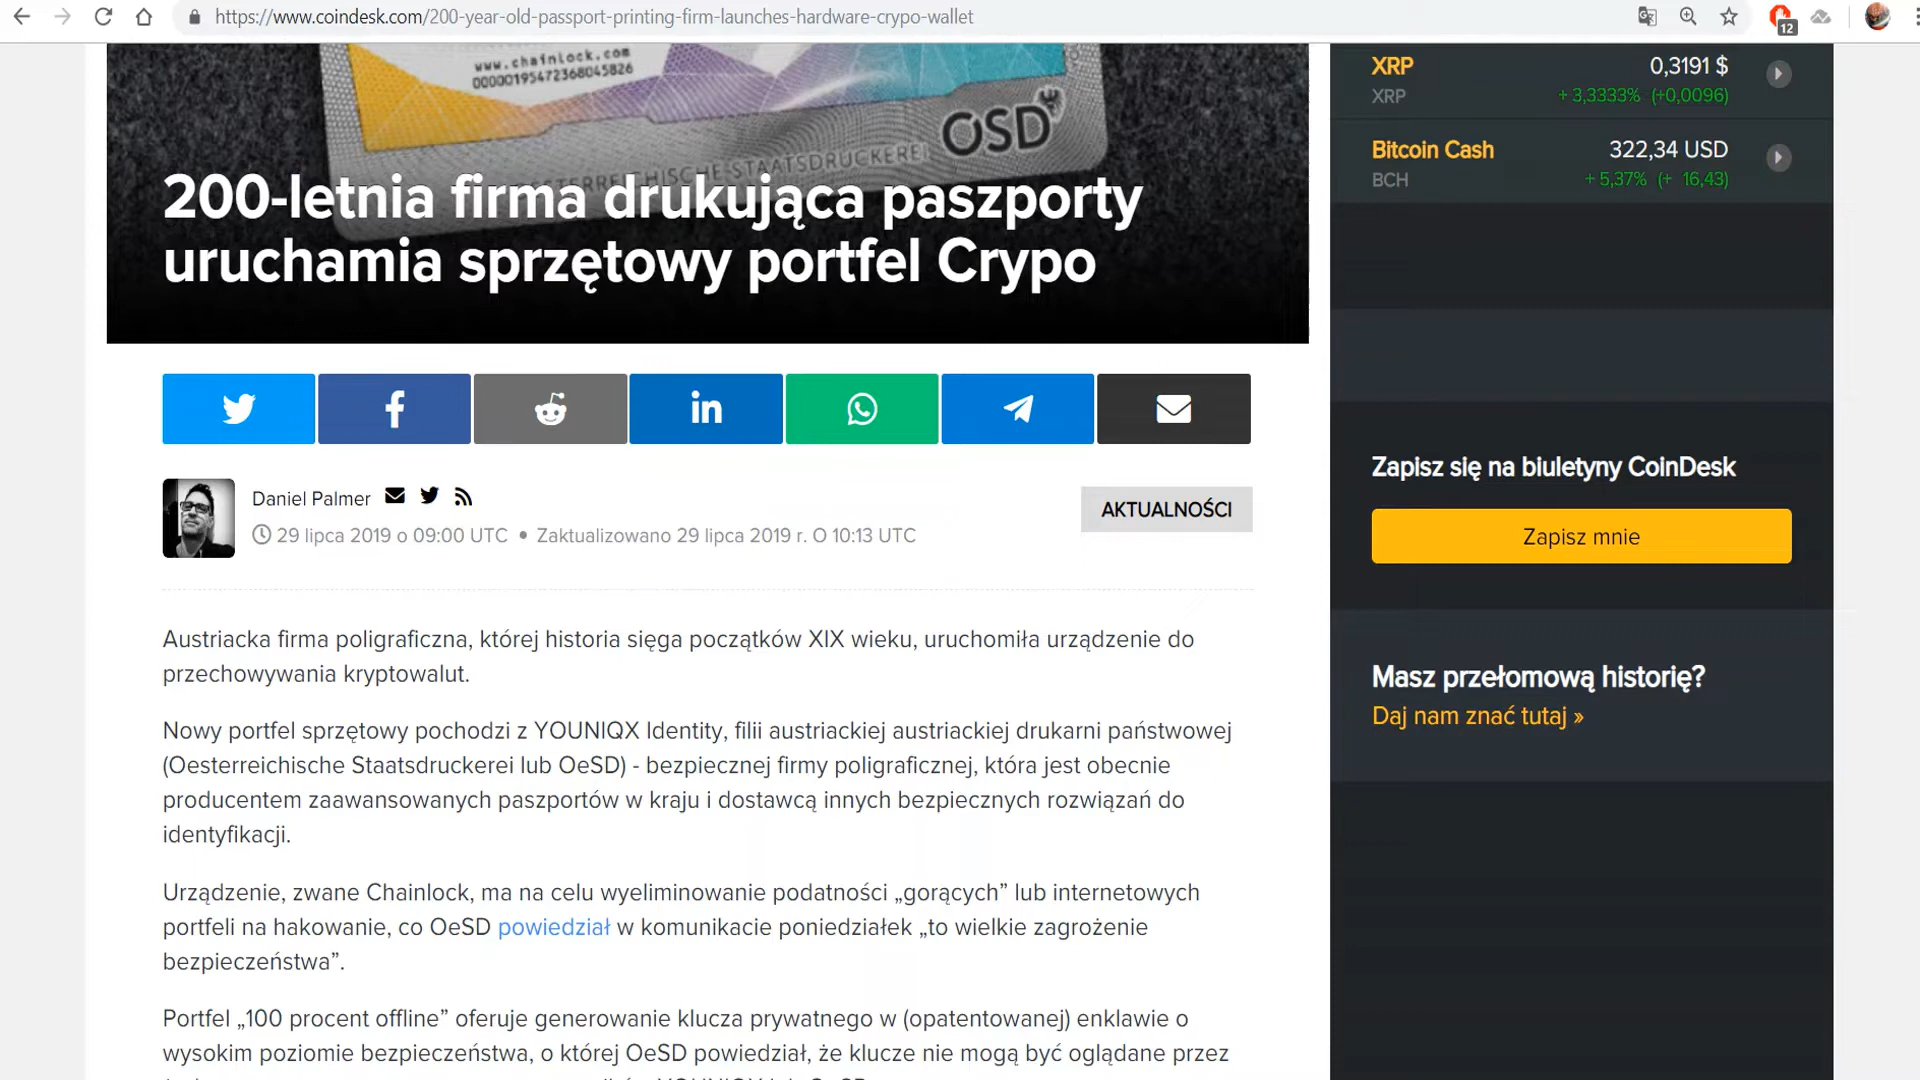 https://www.coindesk.com/200-year-old-passport-printing-firm-launches-hardware-crypo-wallet
12
www.chainlock.com
00000195472368045826
OSD
ÖSTERREICHISCHE STAATSDRUCKEREI
200-letnia firma drukująca paszporty
uruchamia sprzętowy portfel Crypo
Daniel Palmer
29 lipca 2019 o 09:00 UTC • Zaktualizowano 29 lipca 2019 r. O 10:13 UTC
AKTUALNOŚCI
Austriacka firma poligraficzna, której historia sięga początków XIX wieku, uruchomiła urządzenie do
przechowywania kryptowalut.
Nowy portfel sprzętowy pochodzi z YOUNIQX Identity, filii austriackiej austriackiej drukarni państwowej
(Oesterreichische Staatsdruckerei lub OeSD) - bezpiecznej firmy poligraficznej, która jest obecnie
producentem zaawansowanych paszportów w kraju i dostawcą innych bezpiecznych rozwiązań do
identyfikacji.
Urządzenie, zwane Chainlock, ma na celu wyeliminowanie podatności „gorących” lub internetowych
portfeli na hakowanie, co OeSD powiedział w komunikacie poniedziałek „to wielkie zagrożenie
bezpieczeństwa”.
Portfel „100 procent offline” oferuje generowanie klucza prywatnego w (opatentowanej) enklawie o
wysokim poziomie bezpieczeństwa, o której OeSD powiedział, że klucze nie mogą być oglądane przez
XRP 0,3191 $
XRP + 3,3333% (+0,0096)
Bitcoin Cash 322,34 USD
BCH + 5,37% (+ 16,43)
Zapisz się na biuletyny CoinDesk
Zapisz mnie
Masz przełomową historię?
Daj nam znać tutaj »